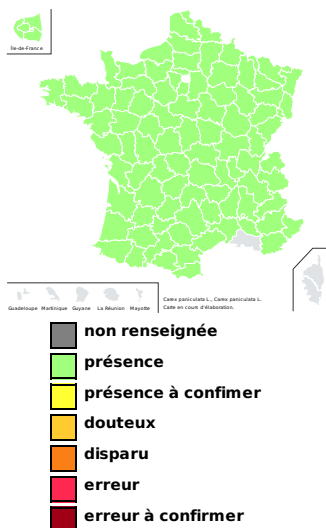 Île-de-France
Guadeloupe Martinique Guyane La Réunion Mayotte
Carex paniculata L., Carex paniculata L.
Carte en cours d'élaboration.
non renseignée
présence
présence à confimer
douteux
disparu
erreur
erreur à confirmer